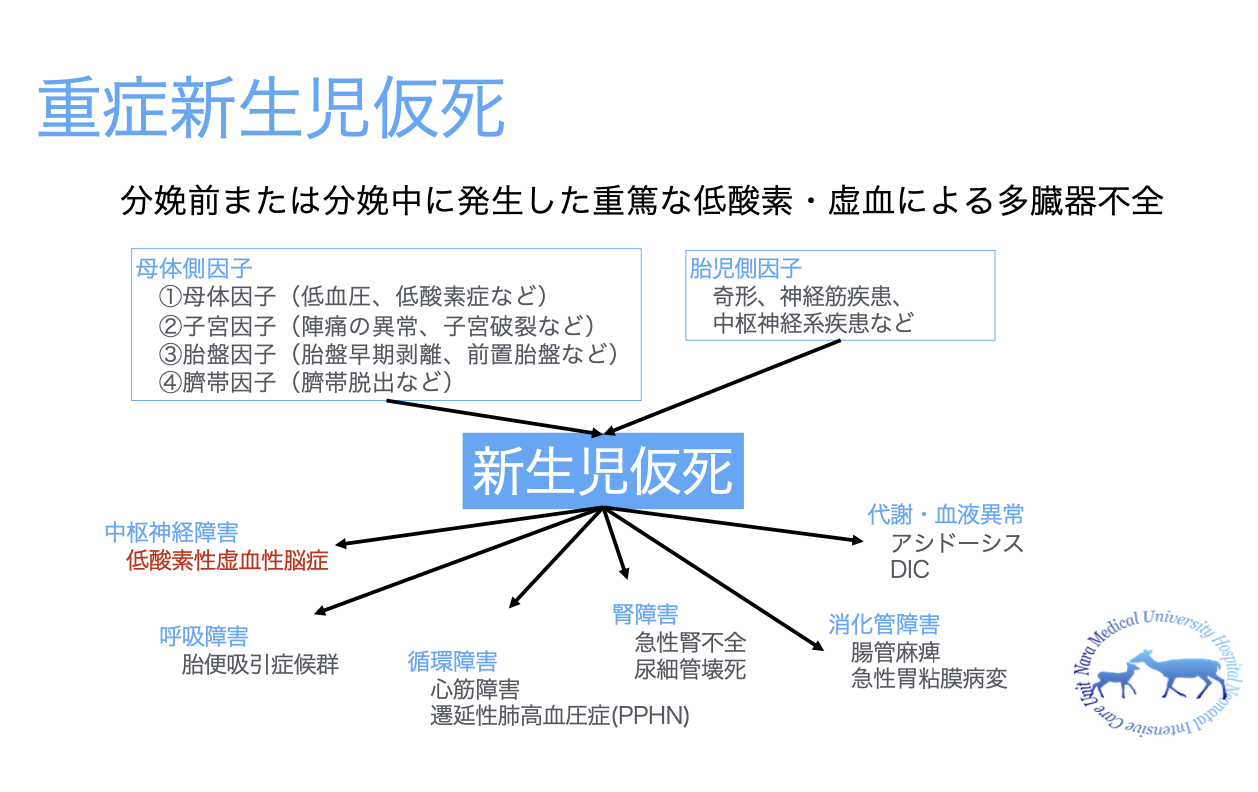 重症新生児仮死
分娩前または分娩中に発生した重篤な低酸素・虚血による多臓器不全
母体側因子
①母体因子（低血圧、低酸素症など）
②子宮因子（陣痛の異常、子宮破裂など）
③胎盤因子（胎盤早期剥離、前置胎盤など）
④臍帯因子（臍帯脱出など）
胎児側因子
奇形、神経筋疾患、
中枢神経系疾患など
新生児仮死
中枢神経障害
低酸素性虚血性脳症
呼吸障害
胎便吸引症候群
循環障害
心筋障害
遷延性肺高血圧症(PPHN)
腎障害
急性腎不全
尿細管壊死
消化管障害
腸管麻痺
急性胃粘膜病変
代謝・血液異常
アシドーシス
DIC
Nara Medical University Hospital Neonatal Intensive Care Unit